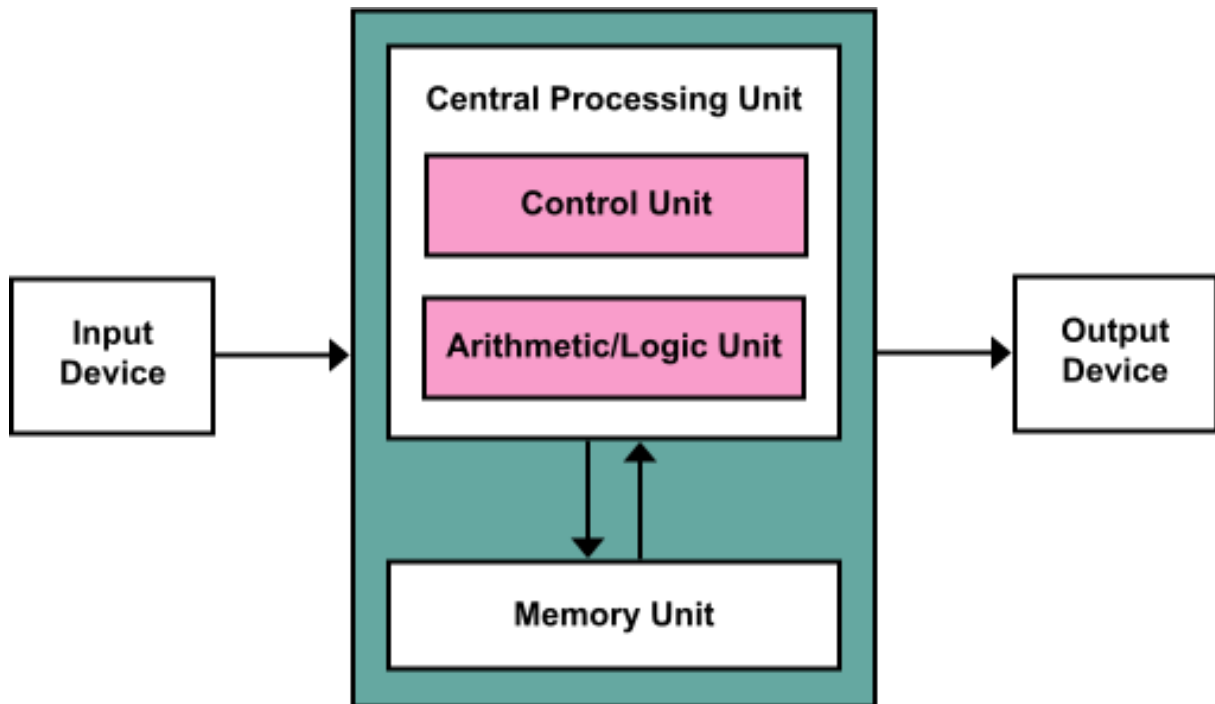 Central Processing Unit
Control Unit
Arithmetic/Logic Unit
Input
Device
Output
Device
Memory Unit